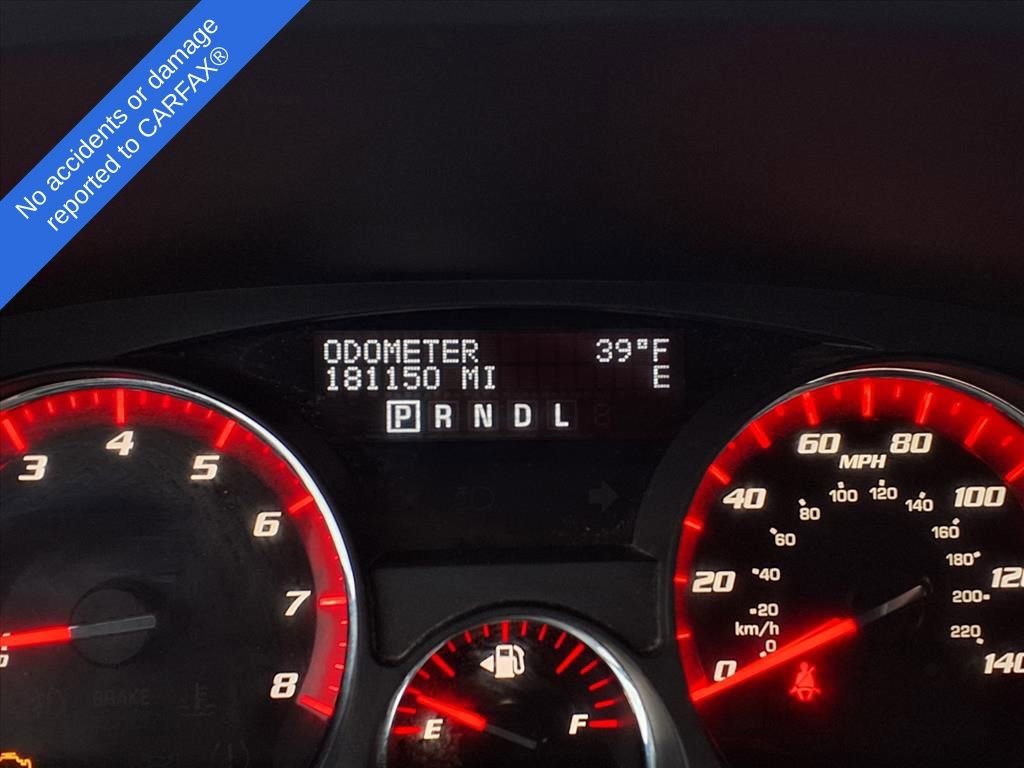 No accidents or damage
reported to CARFAX®
ODOMETER 39°F
181150 MI E
P R N D L
3 4 5 6 7 8
BRAKE
E F
0 20 40 60 80 100 120 140
MPH
0 20 40 60 80 100 120 140 160 180 200 220
km/h